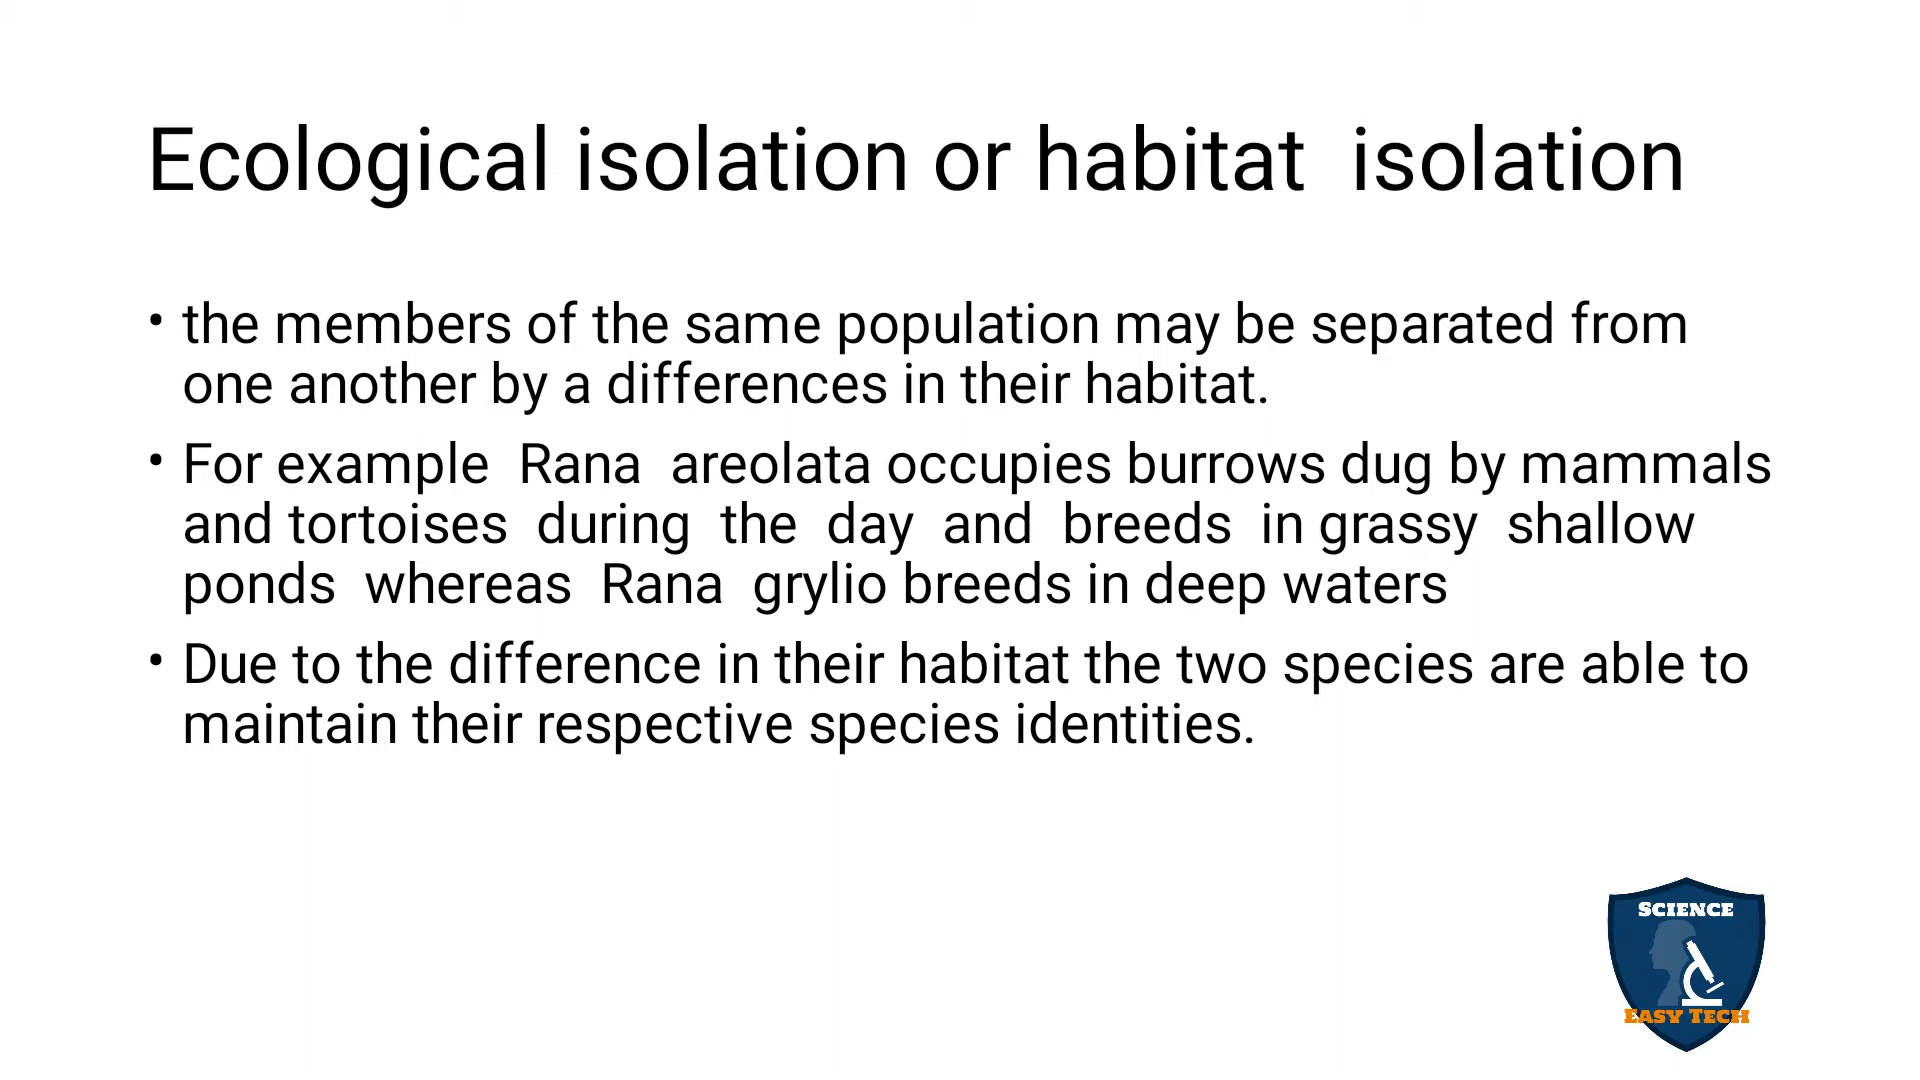 Ecological isolation or habitat  isolation
• the members of the same population may be separated from
one another by a differences in their habitat.
• For example  Rana  areolata occupies burrows dug by mammals
and tortoises  during  the  day  and  breeds  in grassy  shallow
ponds  whereas  Rana  grylio breeds in deep waters
• Due to the difference in their habitat the two species are able to
maintain their respective species identities.
SCIENCE
EASY TECH